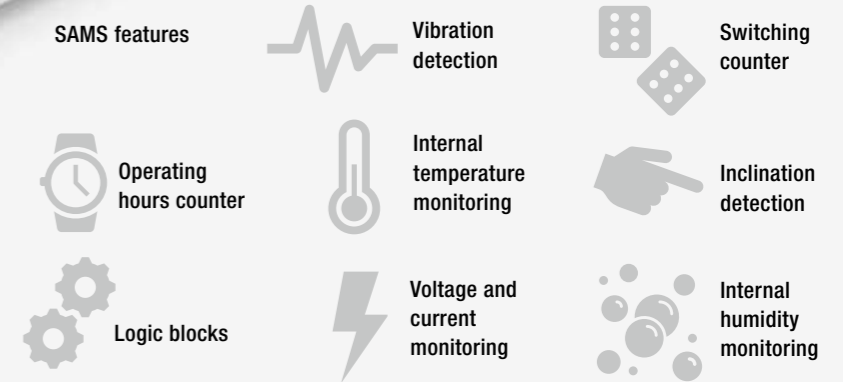 SAMS features
Vibration
detection
Switching
counter
Operating
hours counter
Internal
temperature
monitoring
Inclination
detection
Logic blocks
Voltage and
current
monitoring
Internal
humidity
monitoring